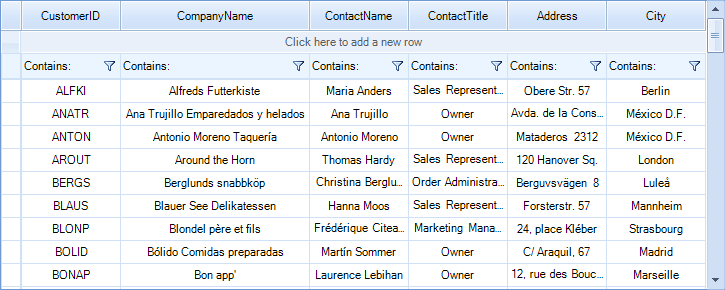 CustomerID CompanyName ContactName ContactTitle Address City
Click here to add a new row
Contains: Contains: Contains: Contains: Contains: Contains:
ALFKI Alfreds Futterkiste Maria Anders Sales Represent... Obere Str. 57 Berlin
ANATR Ana Trujillo Emparedados y helados Ana Trujillo Owner Avda. de la Cons... México D.F.
ANTON Antonio Moreno Taquería Antonio Moreno Owner Mataderos 2312 México D.F.
AROUT Around the Horn Thomas Hardy Sales Represent... 120 Hanover Sq. London
BERGS Berglunds snabbköp Christina Berglu... Order Administra... Berguvsvägen 8 Luleå
BLAUS Blauer See Delikatessen Hanna Moos Sales Represent... Forsterstr. 57 Mannheim
BLONP Blondel père et fils Frédérique Citea... Marketing Mana... 24, place Kléber Strasbourg
BOLID Bólido Comidas preparadas Martín Sommer Owner C/ Araquil, 67 Madrid
BONAP Bon app' Laurence Lebihan Owner 12, rue des Bouc... Marseille